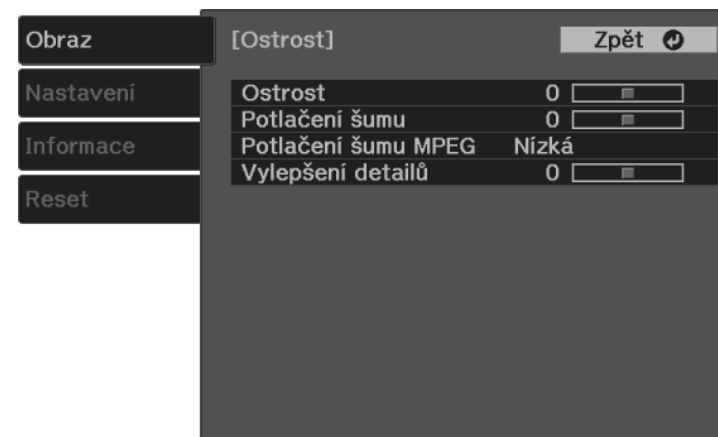 Obraz
Nastavení
Informace
Reset
[Ostrost]
Zpět
Ostrost 0
Potlačení šumu 0
Potlačení šumu MPEG Nízká
Vylepšení detailů 0